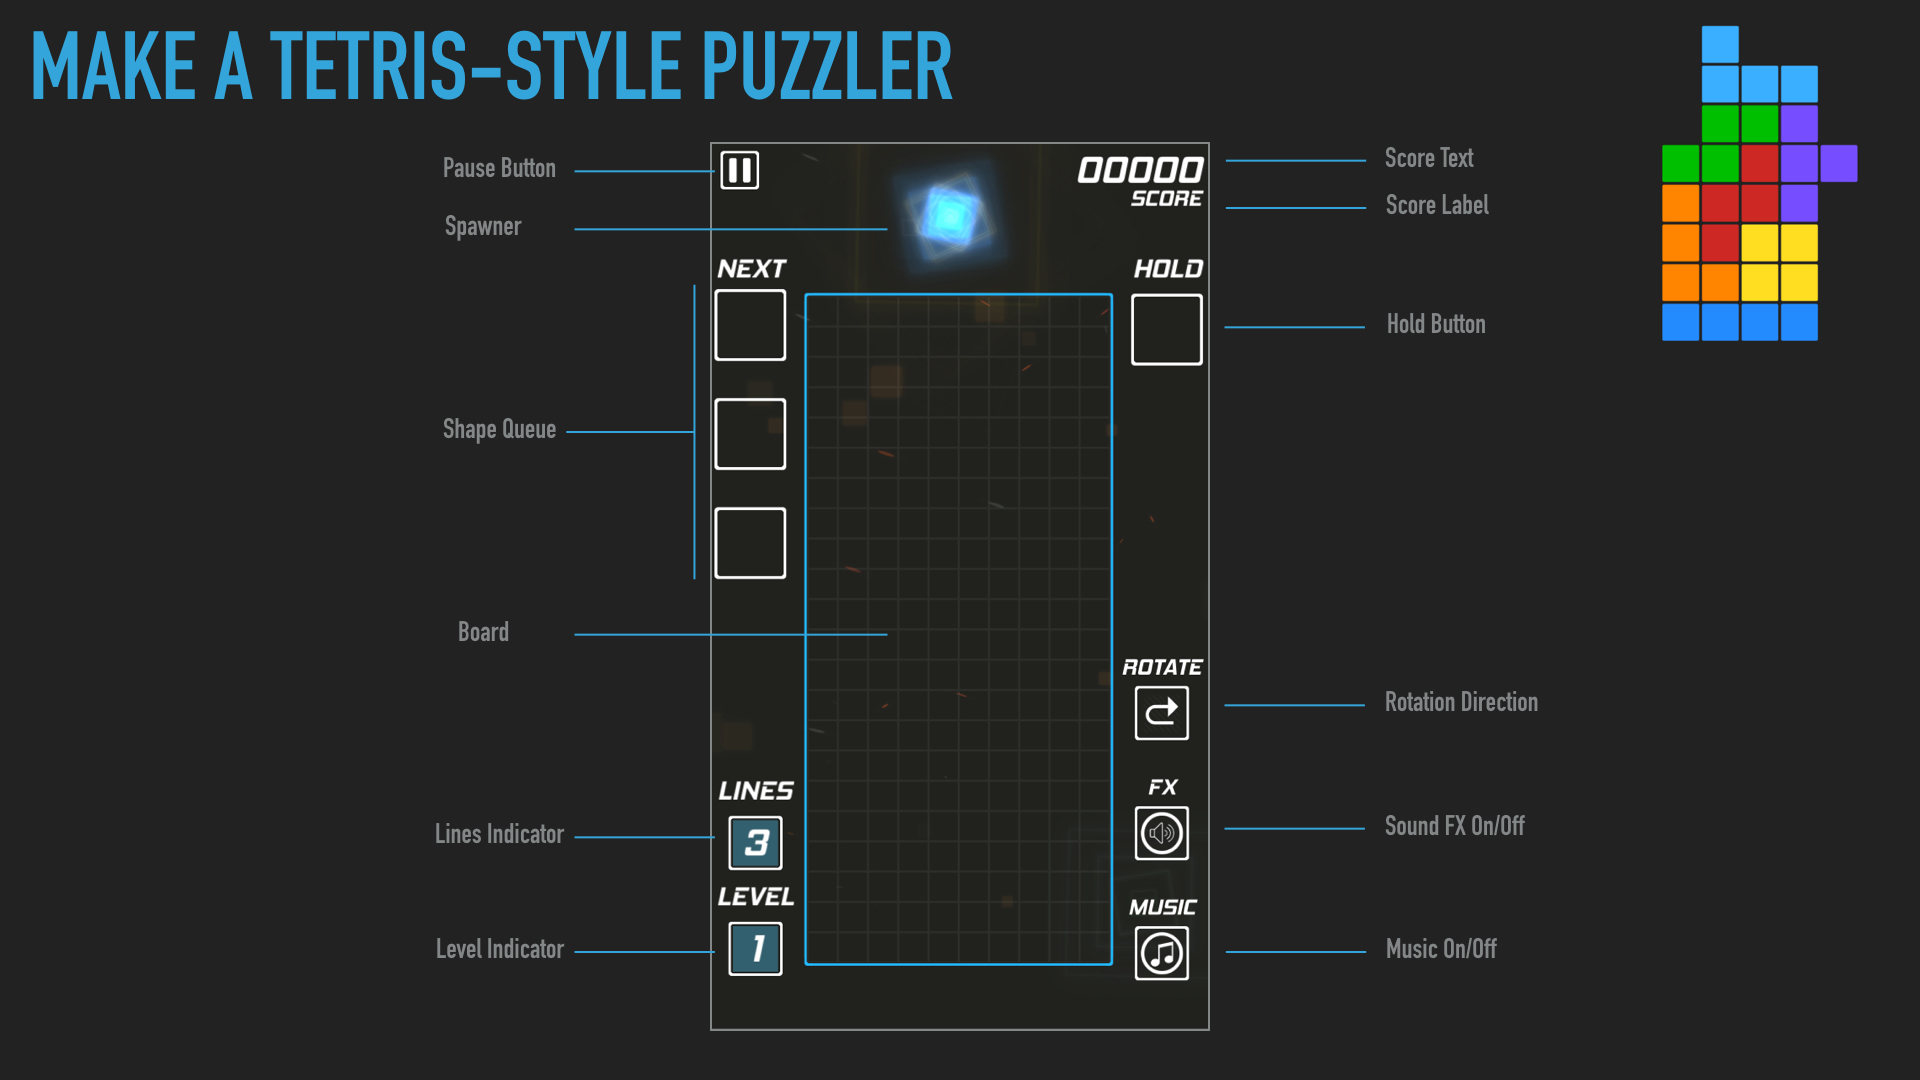 MAKE A TETRIS-STYLE PUZZLER
Pause Button
Spawner
Shape Queue
Board
Lines Indicator
Level Indicator
00000
SCORE
NEXT
HOLD
ROTATE
LINES
3
FX
LEVEL
1
MUSIC
Score Text
Score Label
Hold Button
Rotation Direction
Sound FX On/Off
Music On/Off